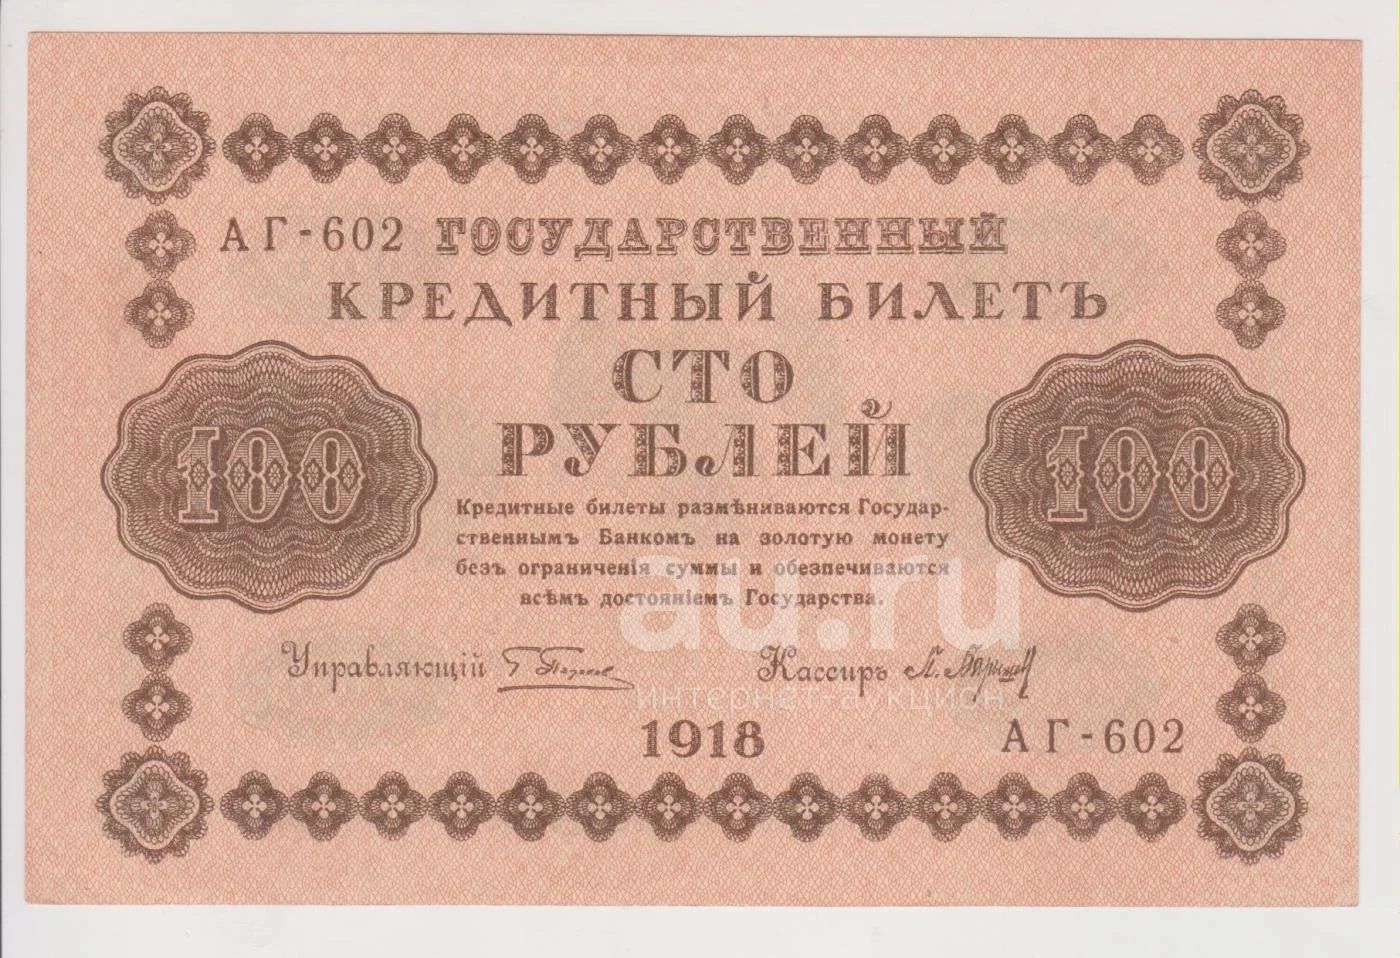 АГ-602 ГОСУДАРСТВЕННЫЙ
КРЕДИТНЫЙ БИЛЕТЪ
СТО
РУБЛЕЙ
100
100
Кредитные билеты размѣниваются Государ-
ственнымъ Банкомъ на золотую монету
безъ ограниченія суммы и обезпечиваются
всѣмъ достояніемъ Государства.
Управляющій
Кассиръ
1918
АГ-602
au.ru
интернет-аукцион